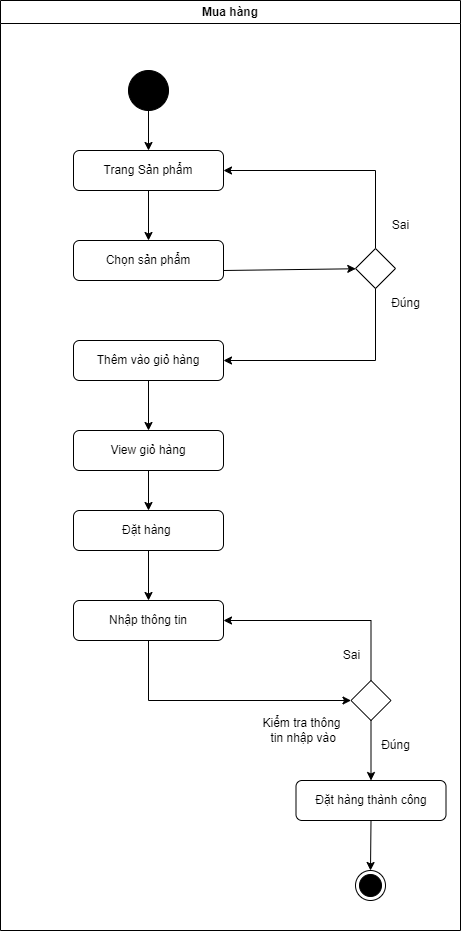 Mua hàng
Trang Sản phẩm
Sai
Chọn sản phẩm
Đúng
Thêm vào giỏ hàng
View giỏ hàng
Đặt hàng
Nhập thông tin
Sai
Kiểm tra thông
tin nhập vào
Đúng
Đặt hàng thành công